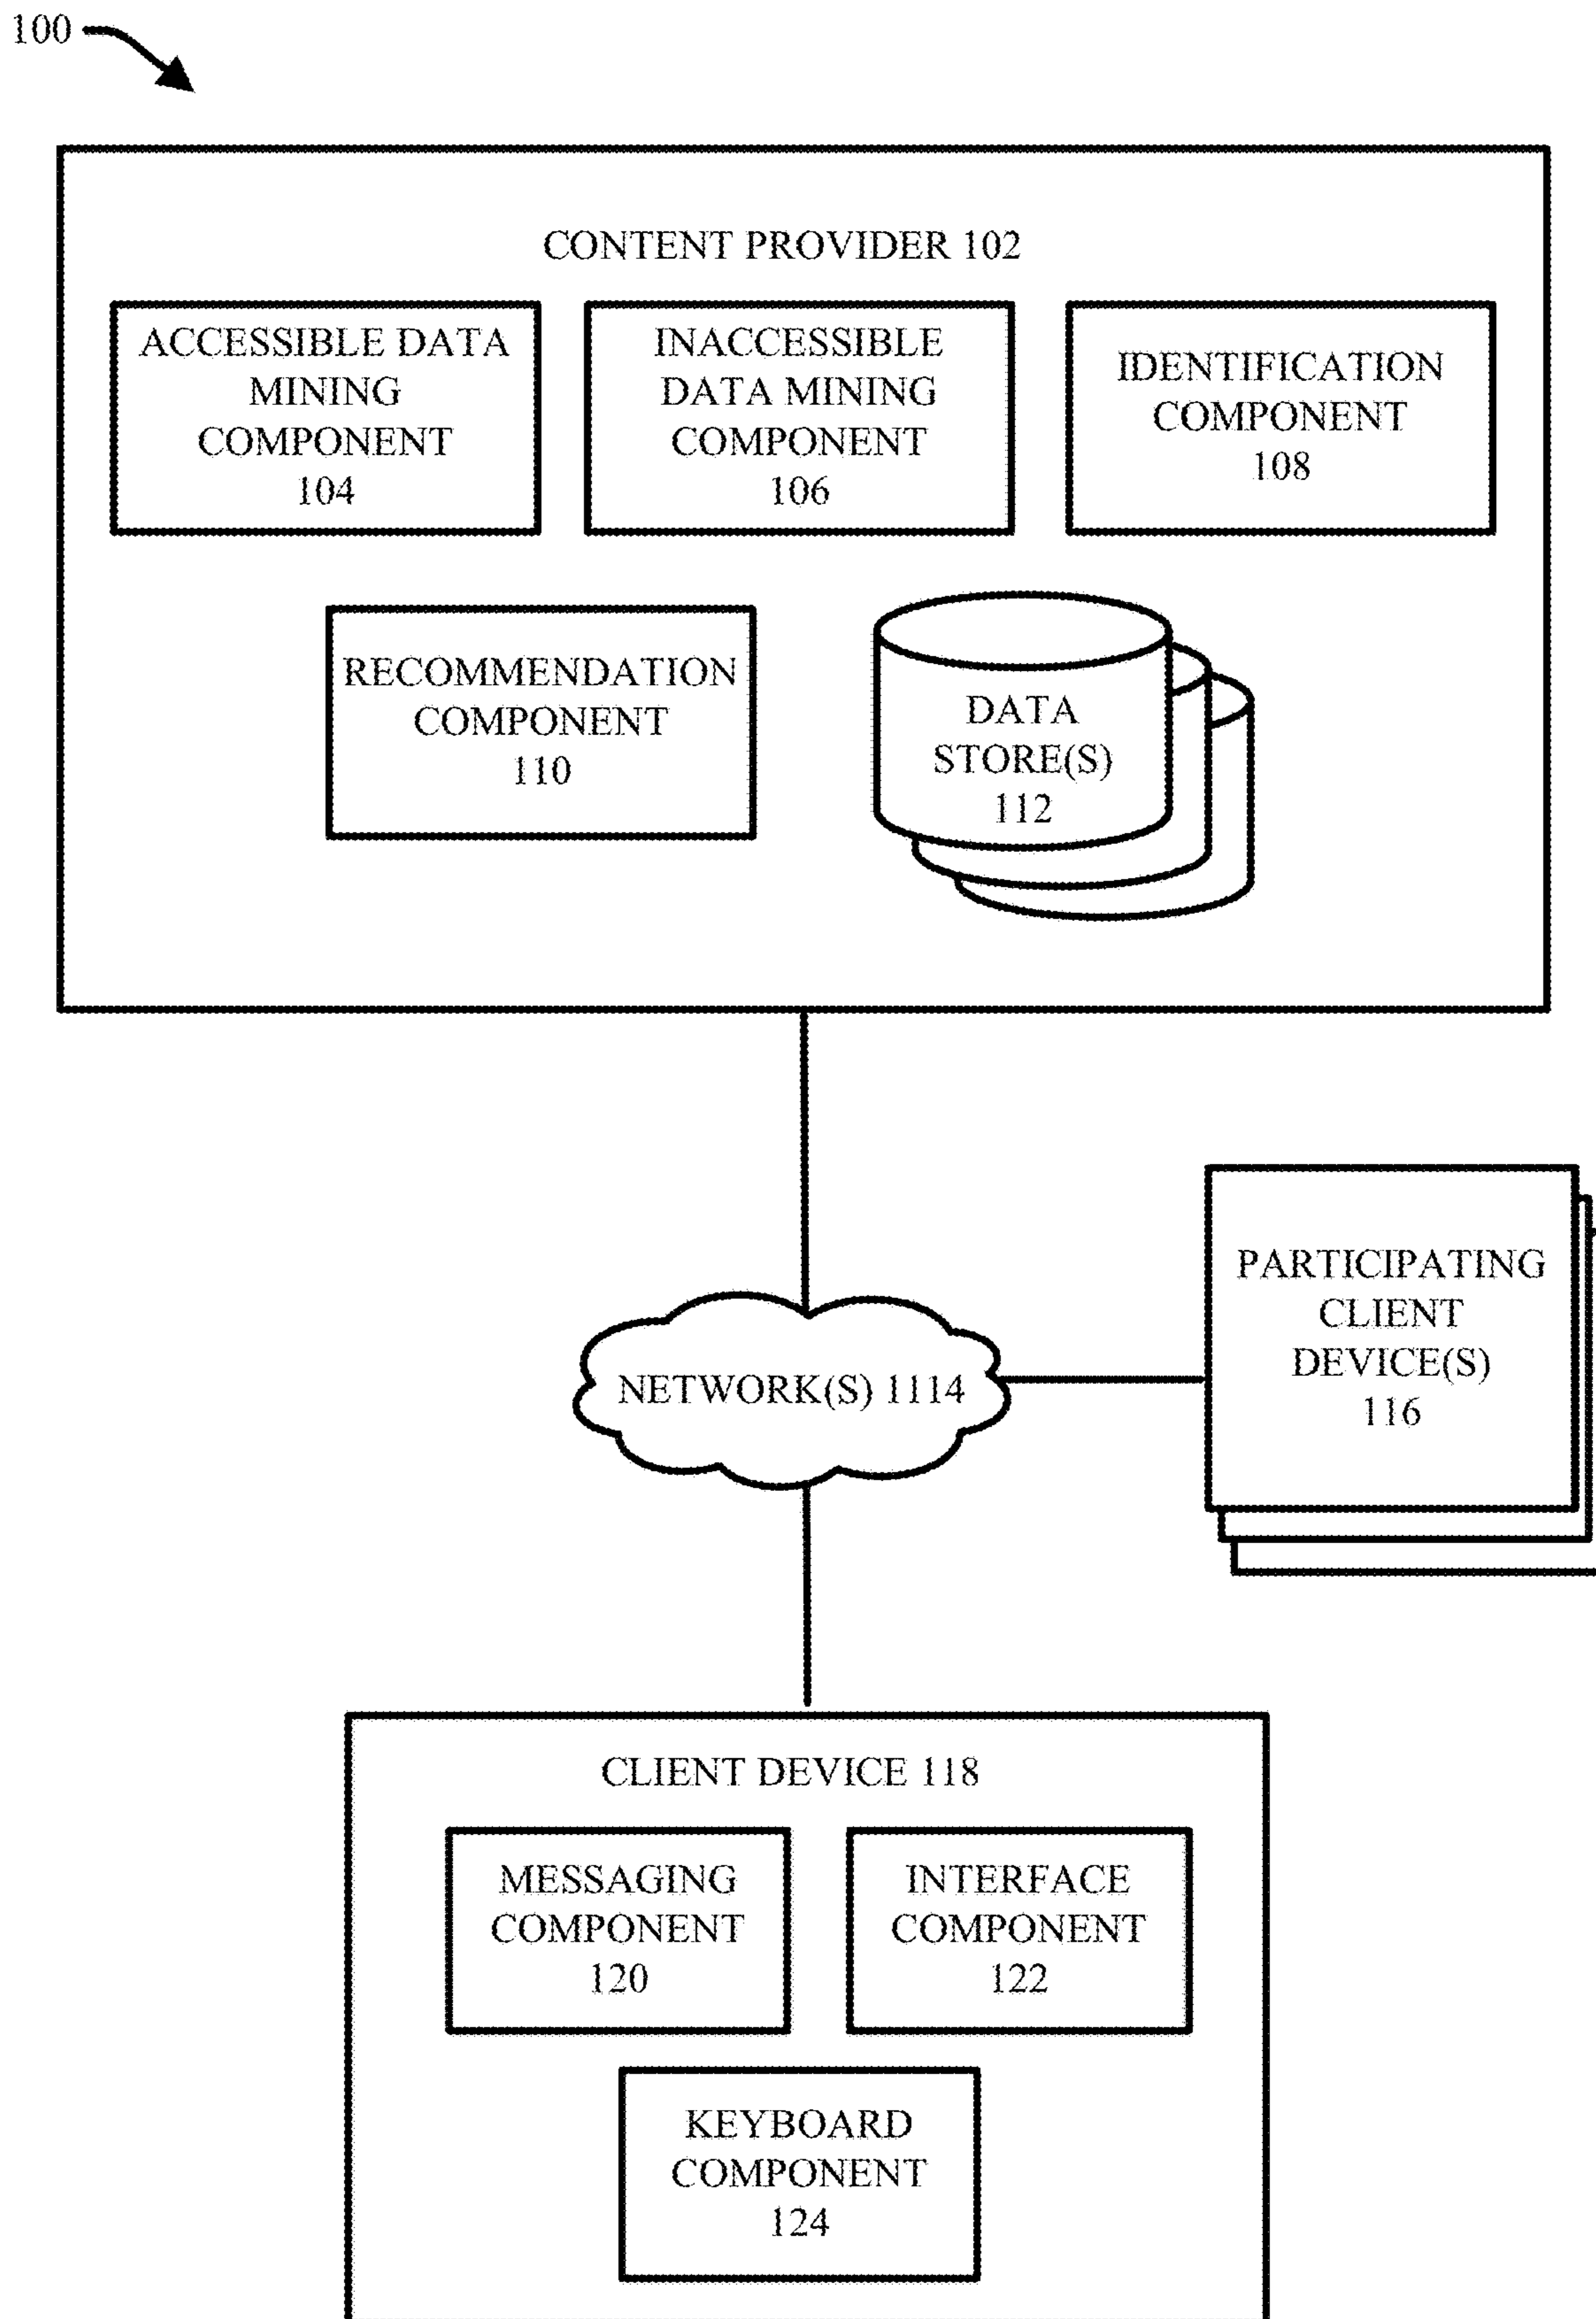 100
CONTENT PROVIDER 102
ACCESSIBLE DATA
MINING
COMPONENT
104
INACCESSIBLE
DATA MINING
COMPONENT
106
IDENTIFICATION
COMPONENT
108
RECOMMENDATION
COMPONENT
110
DATA
STORE(S)
112
NETWORK(S) 1114
PARTICIPATING
CLIENT
DEVICE(S)
116
CLIENT DEVICE 118
MESSAGING
COMPONENT
120
INTERFACE
COMPONENT
122
KEYBOARD
COMPONENT
124